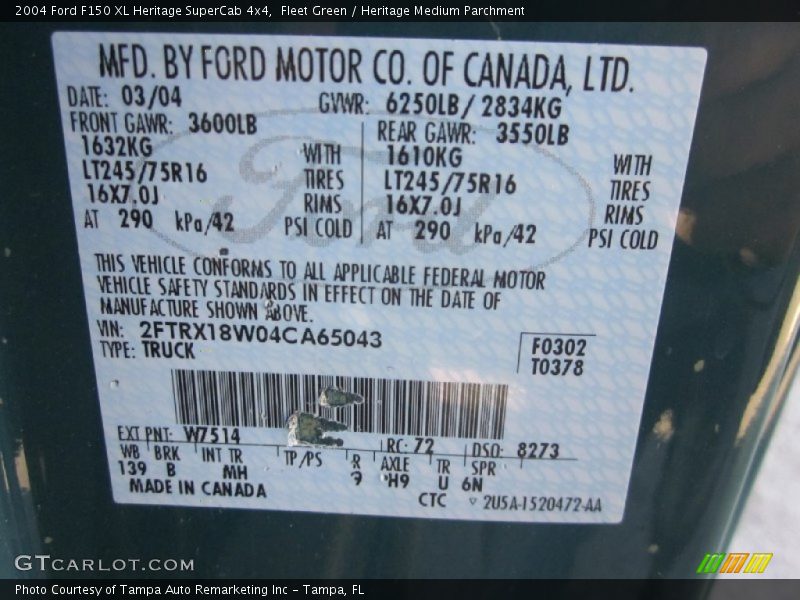 2004 Ford F150 XL Heritage SuperCab 4x4,  Fleet Green / Heritage Medium Parchment
MFD. BY FORD MOTOR CO. OF CANADA, LTD.
DATE: 03/04 GVWR: 6250LB/ 2834KG
FRONT GAWR: 3600LB REAR GAWR: 3550LB
1632KG WITH 1610KG WITH
LT245/75R16 TIRES LT245/75R16 TIRES
16X7.0J RIMS 16X7.0J RIMS
AT 290 kPa/42 PSI COLD AT 290 kPa/42 PSI COLD
Ford
THIS VEHICLE CONFORMS TO ALL APPLICABLE FEDERAL MOTOR
VEHICLE SAFETY STANDARDS IN EFFECT ON THE DATE OF
MANUFACTURE SHOWN ABOVE.
VIN: 2FTRX18W04CA65043
TYPE: TRUCK
F0302
T0378
EXT PNT: W7514 RC: 72 DSO: 8273
WB BRK INT TR TP/PS R AXLE TR SPR
139 B MH 9 H9 U 6N
MADE IN CANADA CTC 2U5A-1520472-AA
GTCARLOT.COM
Photo Courtesy of Tampa Auto Remarketing Inc - Tampa, FL